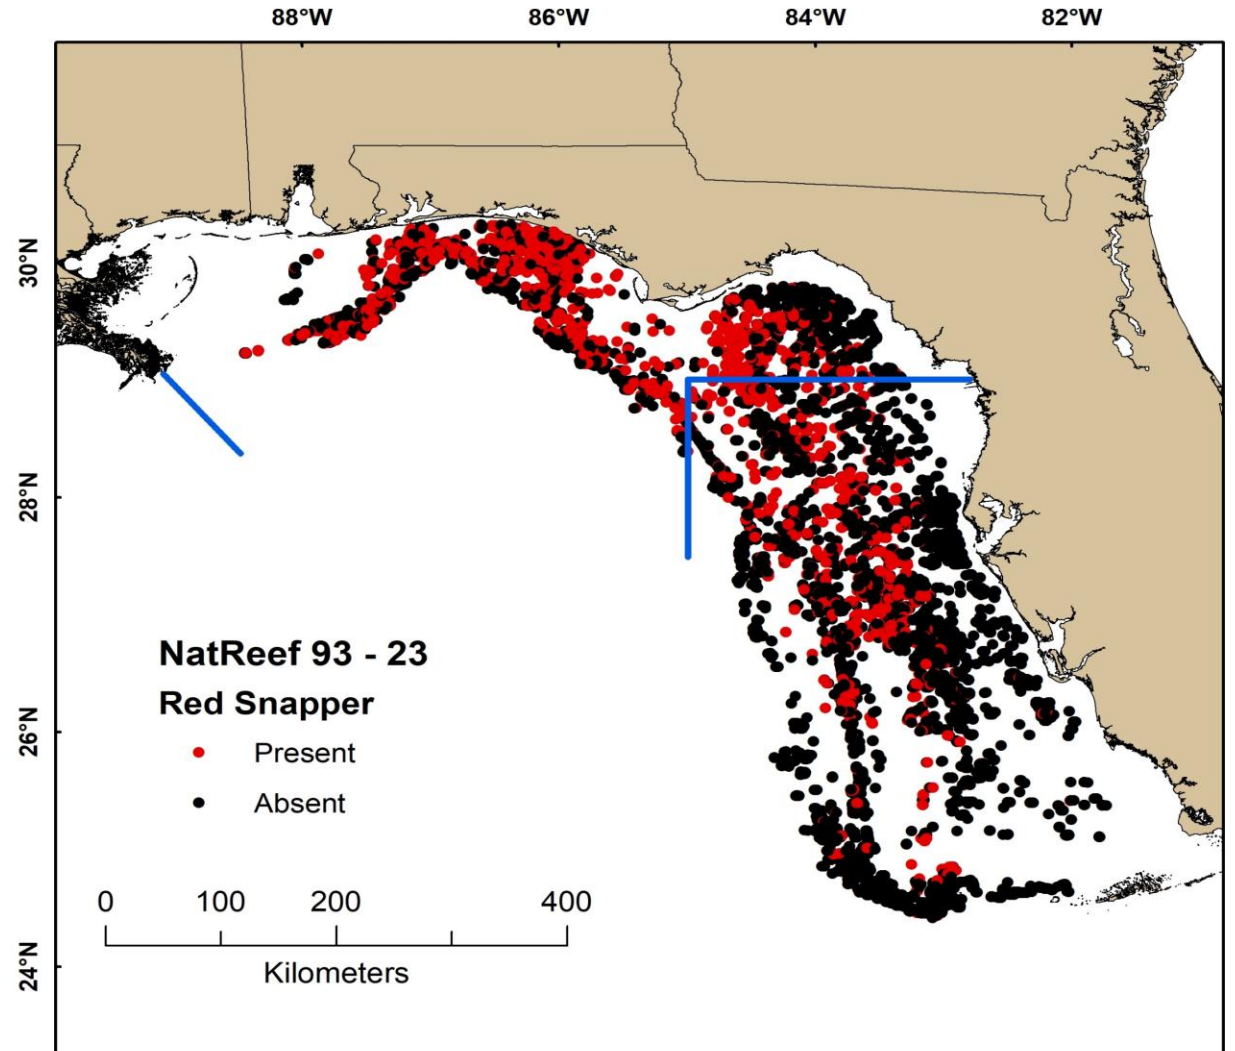 88°W 86°W 84°W 82°W
30°N
28°N
26°N
24°N
NatReef 93 - 23
Red Snapper
Present
Absent
0 100 200 400
Kilometers